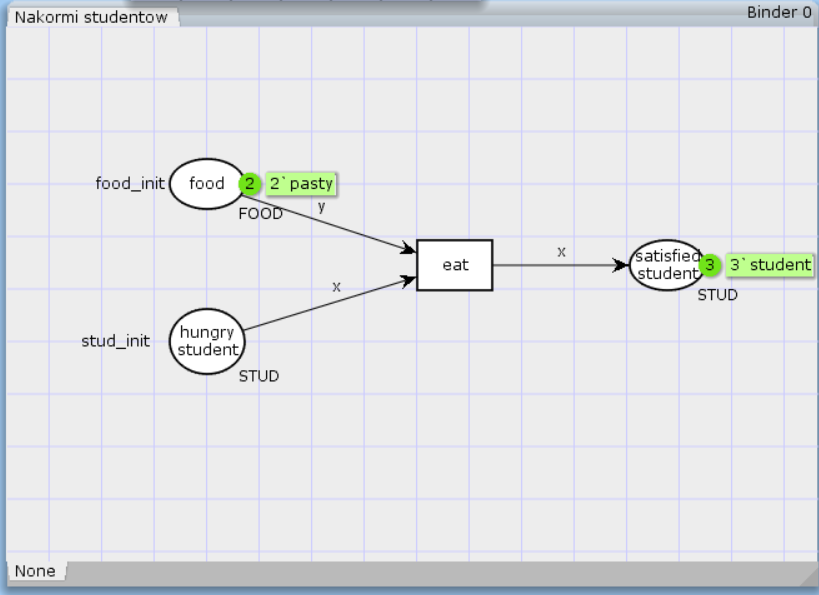 Nakormi studentow
Binder 0
food_init
food
2
2`pasty
FOOD
y
eat
x
satisfied
student
3
3`student
STUD
x
stud_init
hungry
student
STUD
None